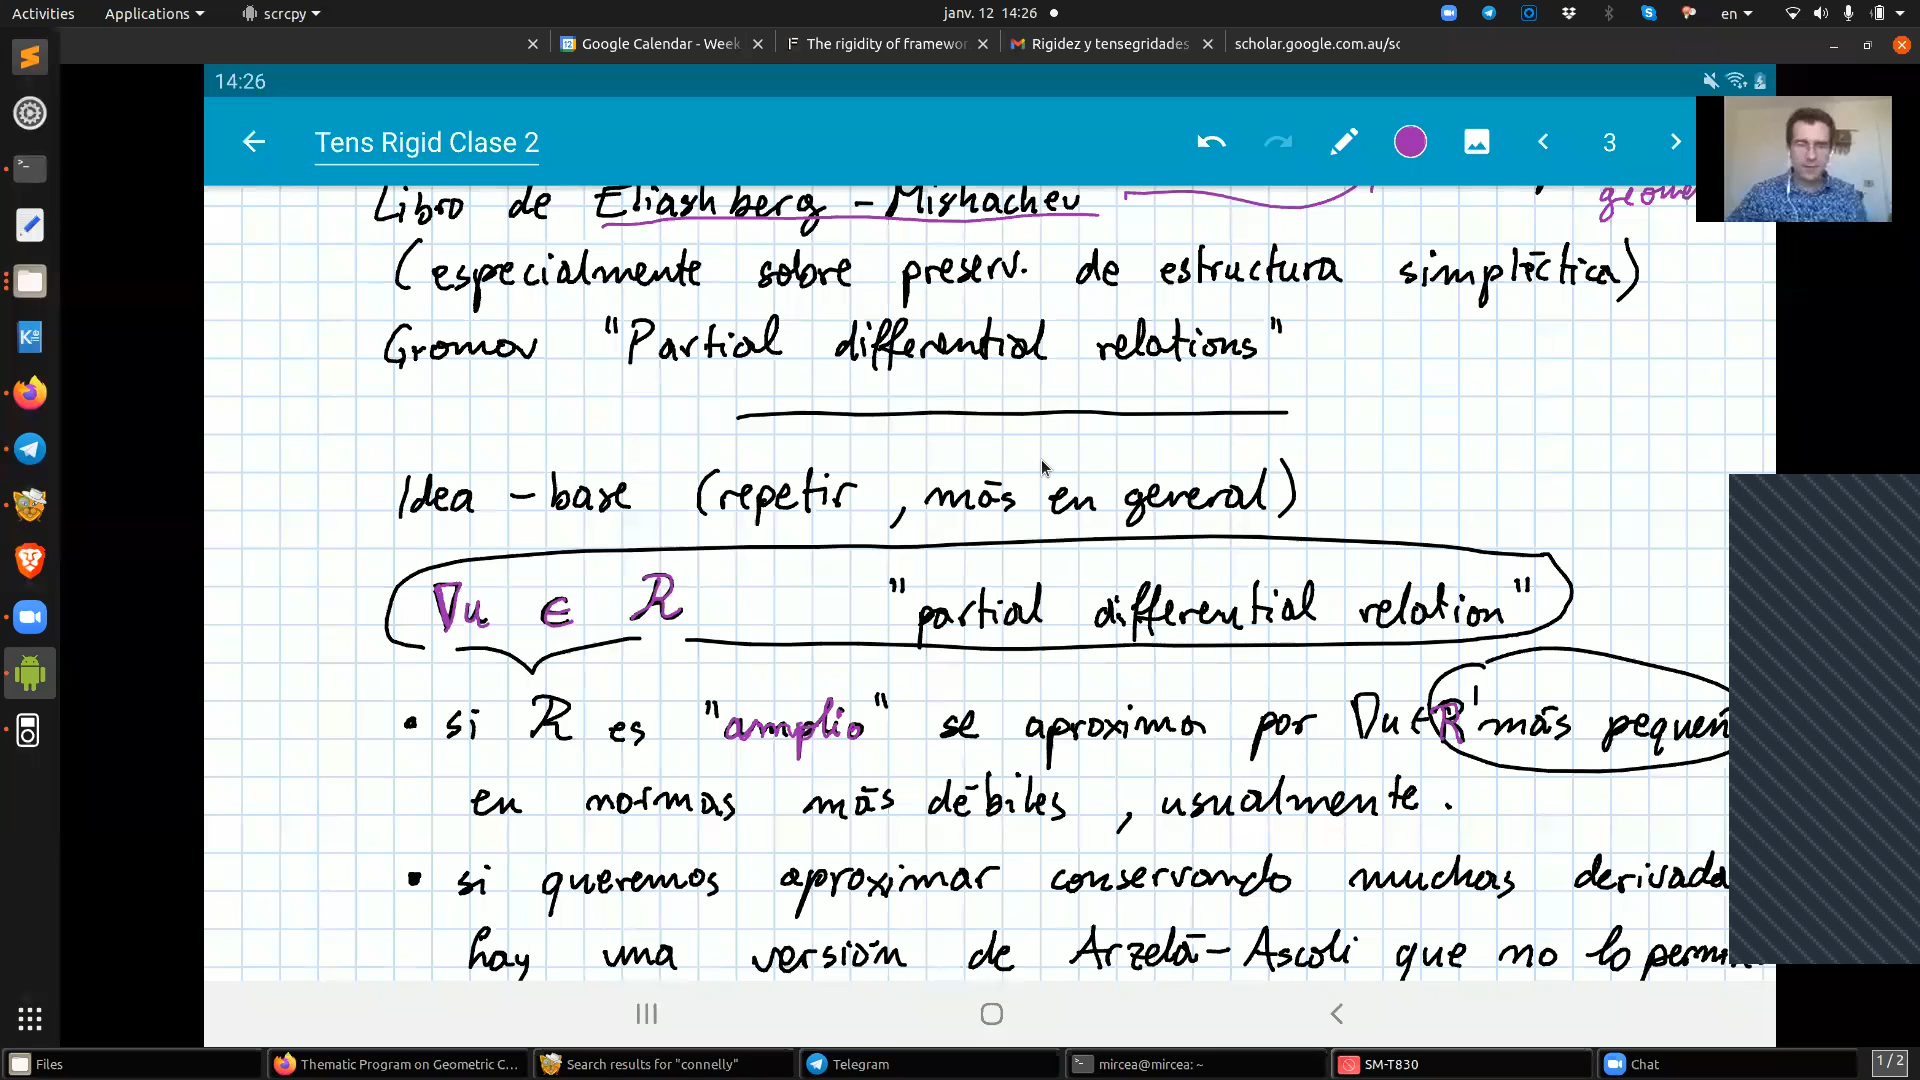 Activities Applications scrcpy janv. 12 14:26 en
Google Calendar - Week The rigidity of framewor Rigidez y tensegridades scholar.google.com.au/sc
14:26
Tens Rigid Clase 2 3
Libro de Eliashberg - Mishachev
(especialmente sobre preserv. de estructura simpléctica)
Gromov "Partial differential relations"
Idea - base (repetir, más en general)
∇u ∈ R "partial differential relation"
• si R es "amplio" se aproxima por ∇u ∈ R' más pequeñ
en normas más débiles, usualmente.
• si queremos aproximar conservando muchas derivada
hay una versión de Arzelà-Ascoli que no lo permi
Files Thematic Program on Geometric C... Search results for "connelly" Telegram mircea@mircea: ~ SM-T830 Chat 1 / 2